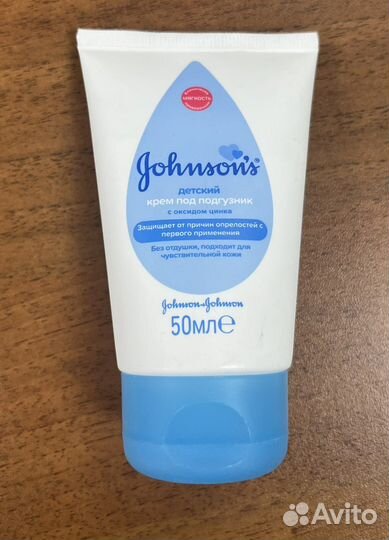 МЯГКОСТЬ
Johnson's®
детский
крем под подгузник
с оксидом цинка
Защищает от причин опрелостей с
первого применения
Без отдушки, подходит для
чувствительной кожи
Johnson & Johnson
50мл℮
Avito